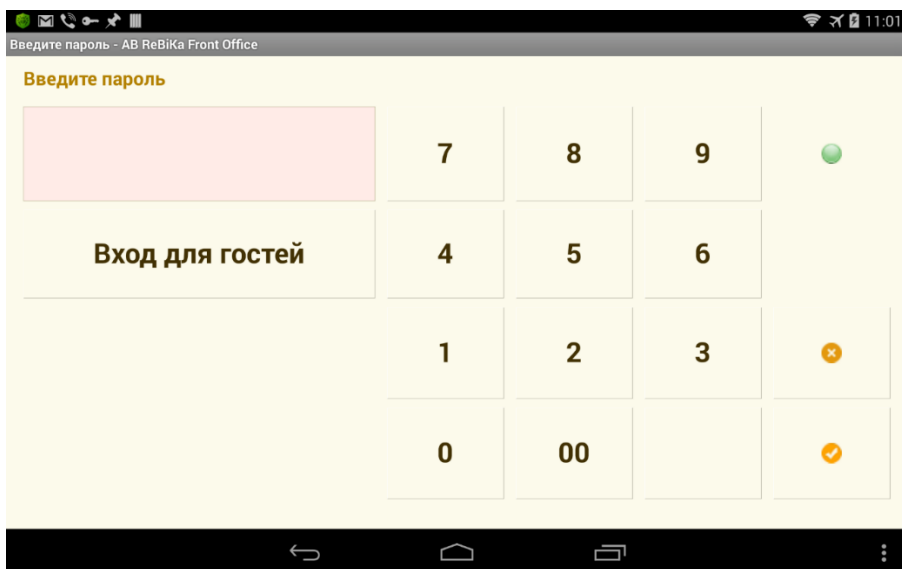 11:01
Введите пароль - AB ReBiKa Front Office
Введите пароль
7 8 9
Вход для гостей 4 5 6
1 2 3
0 00